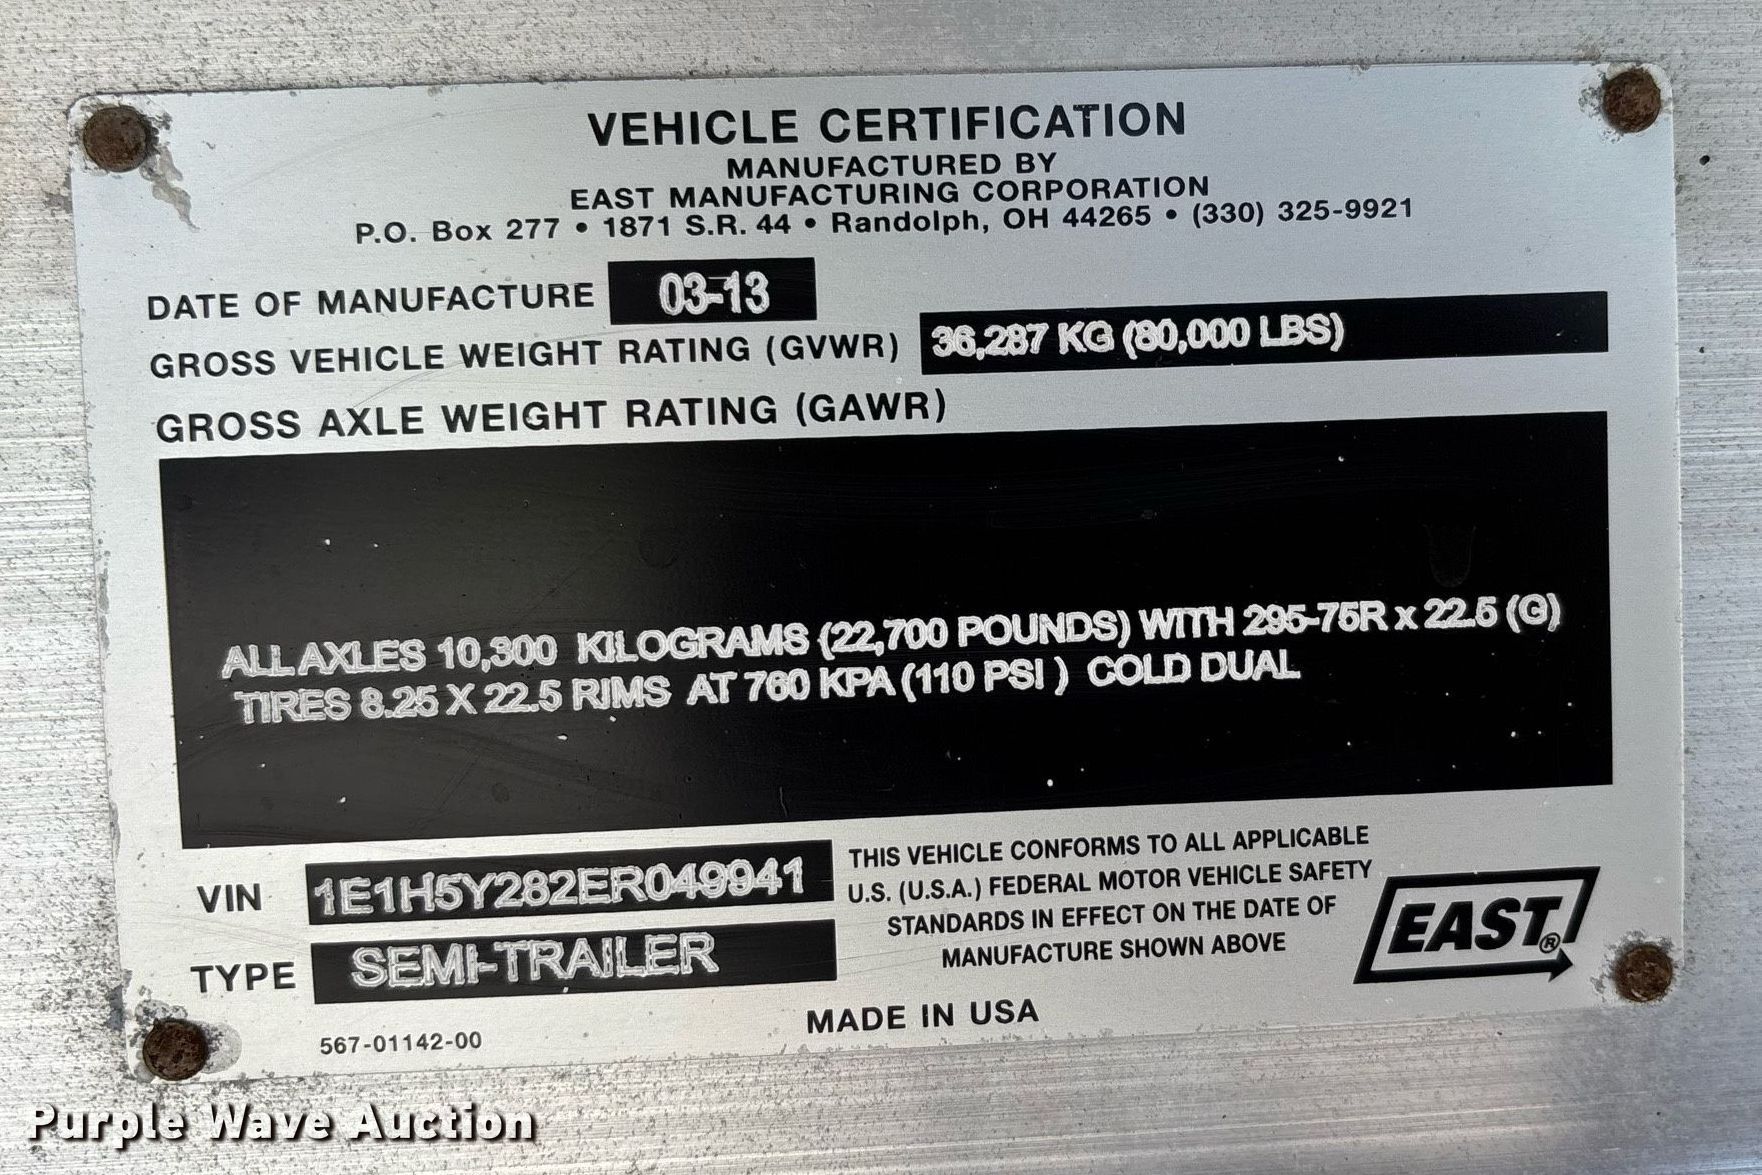 VEHICLE CERTIFICATION
MANUFACTURED BY
EAST MANUFACTURING CORPORATION
P.O. Box 277 • 1871 S.R. 44 • Randolph, OH 44265 • (330) 325-9921
DATE OF MANUFACTURE 03-13
GROSS VEHICLE WEIGHT RATING (GVWR) 36,287 KG (80,000 LBS)
GROSS AXLE WEIGHT RATING (GAWR)
ALL AXLES 10,300 KILOGRAMS (22,700 POUNDS) WITH 295-75R x 22.5 (G)
TIRES 8.25 X 22.5 RIMS AT 760 KPA (110 PSI ) COLD DUAL
VIN 1E1H5Y282ER049941
TYPE SEMI-TRAILER
567-01142-00
THIS VEHICLE CONFORMS TO ALL APPLICABLE
U.S. (U.S.A.) FEDERAL MOTOR VEHICLE SAFETY
STANDARDS IN EFFECT ON THE DATE OF
MANUFACTURE SHOWN ABOVE
EAST®
MADE IN USA
Purple Wave Auction